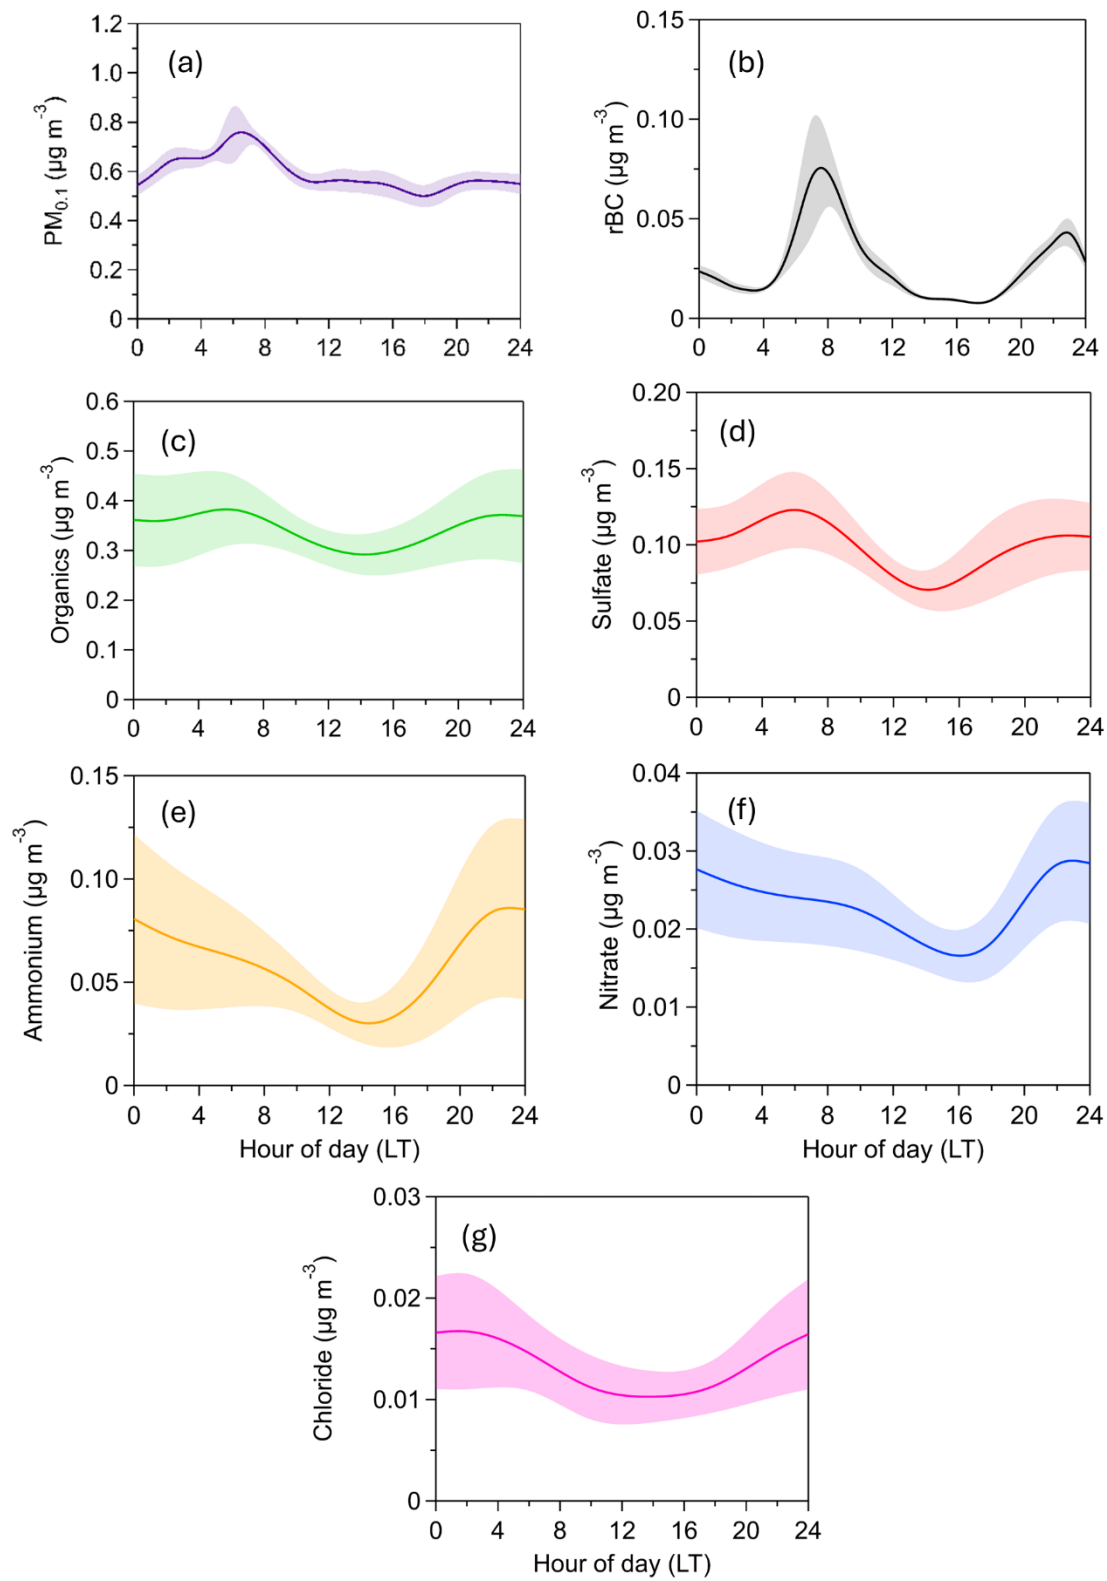 (a)
PM0.1 (µg m-3)
1.2
1.0
0.8
0.6
0.4
0.2
0
0 4 8 12 16 20 24
(b)
rBC (µg m-3)
0.15
0.10
0.05
0
0 4 8 12 16 20 24
(c)
Organics (µg m-3)
0.6
0.5
0.4
0.3
0.2
0.1
0
0 4 8 12 16 20 24
(d)
Sulfate (µg m-3)
0.20
0.15
0.10
0.05
0
0 4 8 12 16 20 24
(e)
Ammonium (µg m-3)
0.15
0.10
0.05
0
0 4 8 12 16 20 24
Hour of day (LT)
(f)
Nitrate (µg m-3)
0.04
0.03
0.02
0.01
0
0 4 8 12 16 20 24
Hour of day (LT)
(g)
Chloride (µg m-3)
0.03
0.02
0.01
0
0 4 8 12 16 20 24
Hour of day (LT)